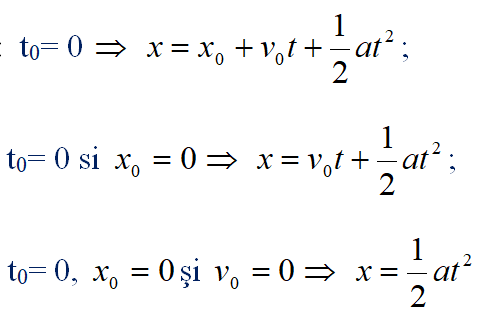 : t₀= 0 ⇒ x = x₀ + v₀t + 1/2 at² ;
t₀= 0 si x₀ = 0 ⇒ x = v₀t + 1/2 at² ;
t₀= 0, x₀ = 0 şi v₀ = 0 ⇒ x = 1/2 at²